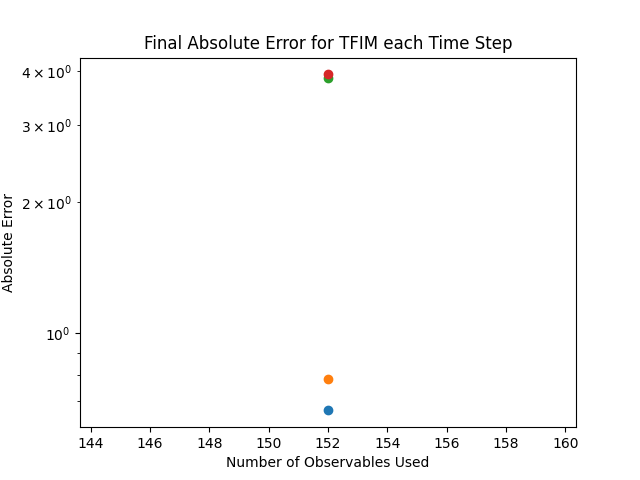 Final Absolute Error for TFIM each Time Step
4 × 10⁰
3 × 10⁰
2 × 10⁰
10⁰
Absolute Error
144 146 148 150 152 154 156 158 160
Number of Observables Used